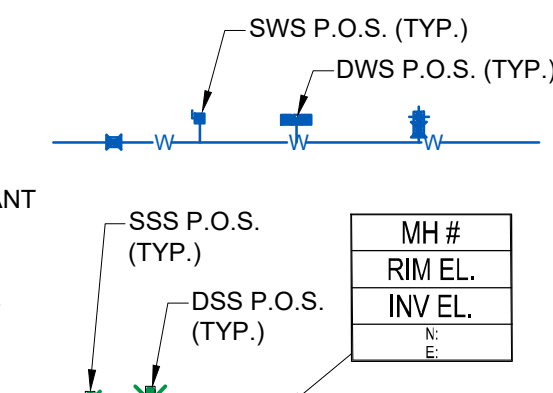 SWS P.O.S. (TYP.)
DWS P.O.S. (TYP.)
W W W
ANT
SSS P.O.S.
(TYP.)
DSS P.O.S.
(TYP.)
MH #
RIM EL.
INV EL.
N:
E: